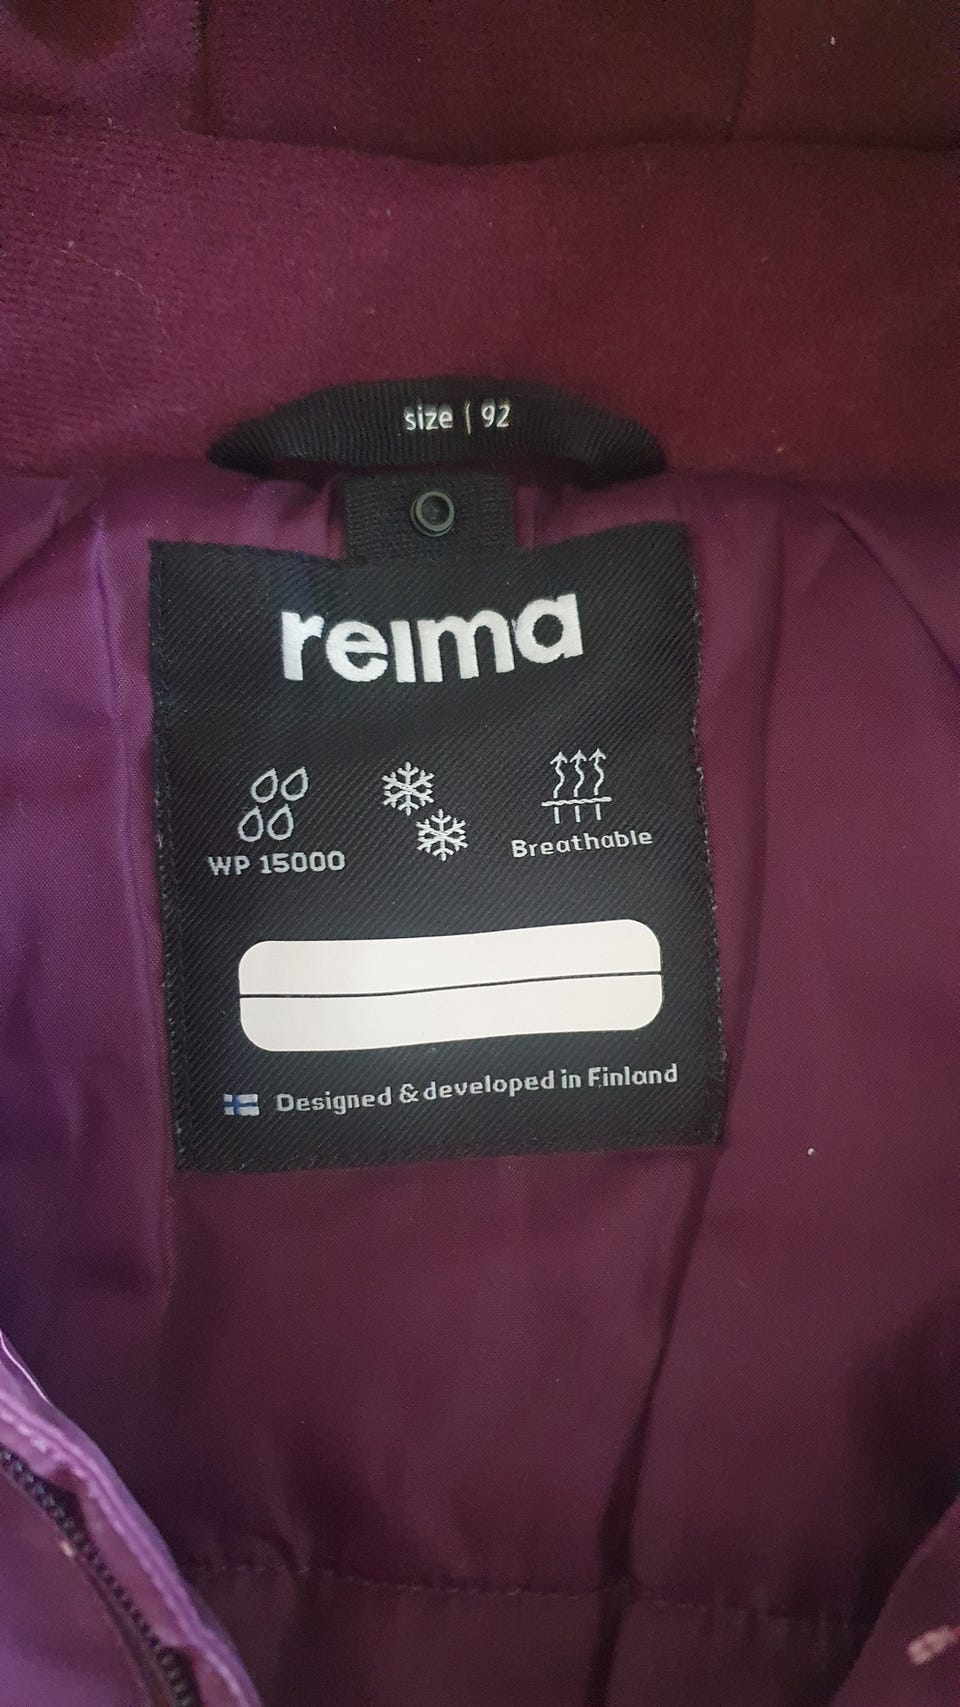 size | 92
reima
WP 15000
Breathable
Designed & developed in Finland